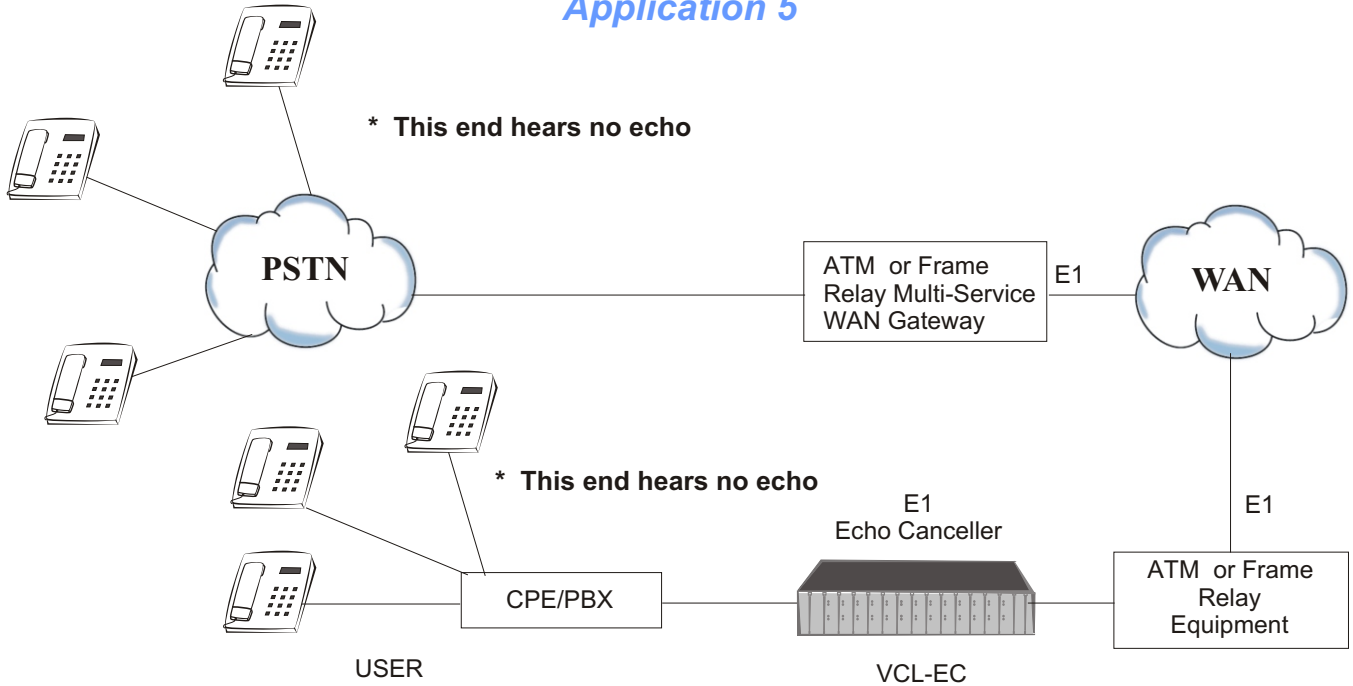 Application 5
* This end hears no echo
PSTN
ATM or Frame
Relay Multi-Service
WAN Gateway
E1
WAN
* This end hears no echo
E1
Echo Canceller
E1
CPE/PBX
ATM or Frame
Relay
Equipment
USER
VCL-EC